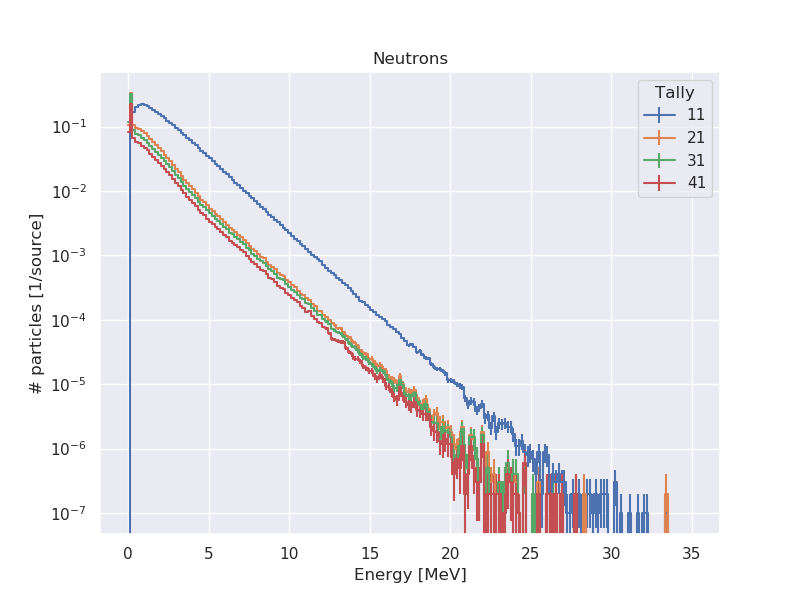 Neutrons
Tally
11
21
31
41
10⁻¹
10⁻²
10⁻³
10⁻⁴
10⁻⁵
10⁻⁶
10⁻⁷
# particles [1/source]
0 5 10 15 20 25 30 35
Energy [MeV]